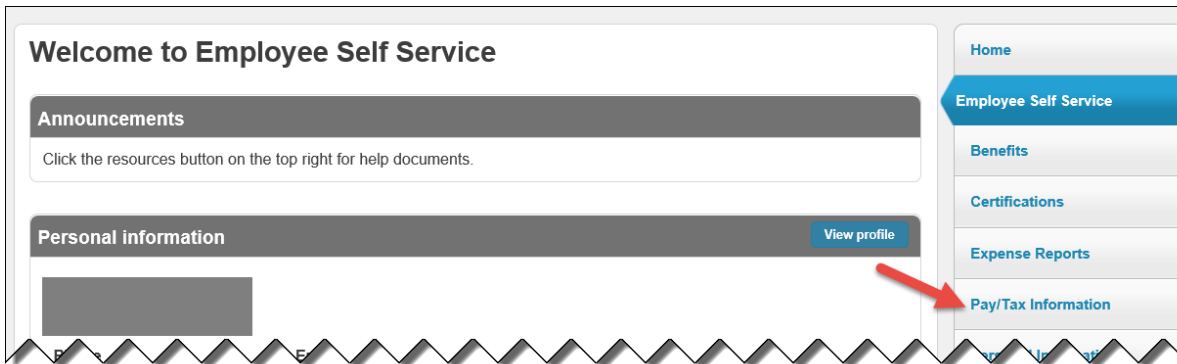 Welcome to Employee Self Service
Announcements
Click the resources button on the top right for help documents.
Personal information
View profile
Home
Employee Self Service
Benefits
Certifications
Expense Reports
Pay/Tax Information